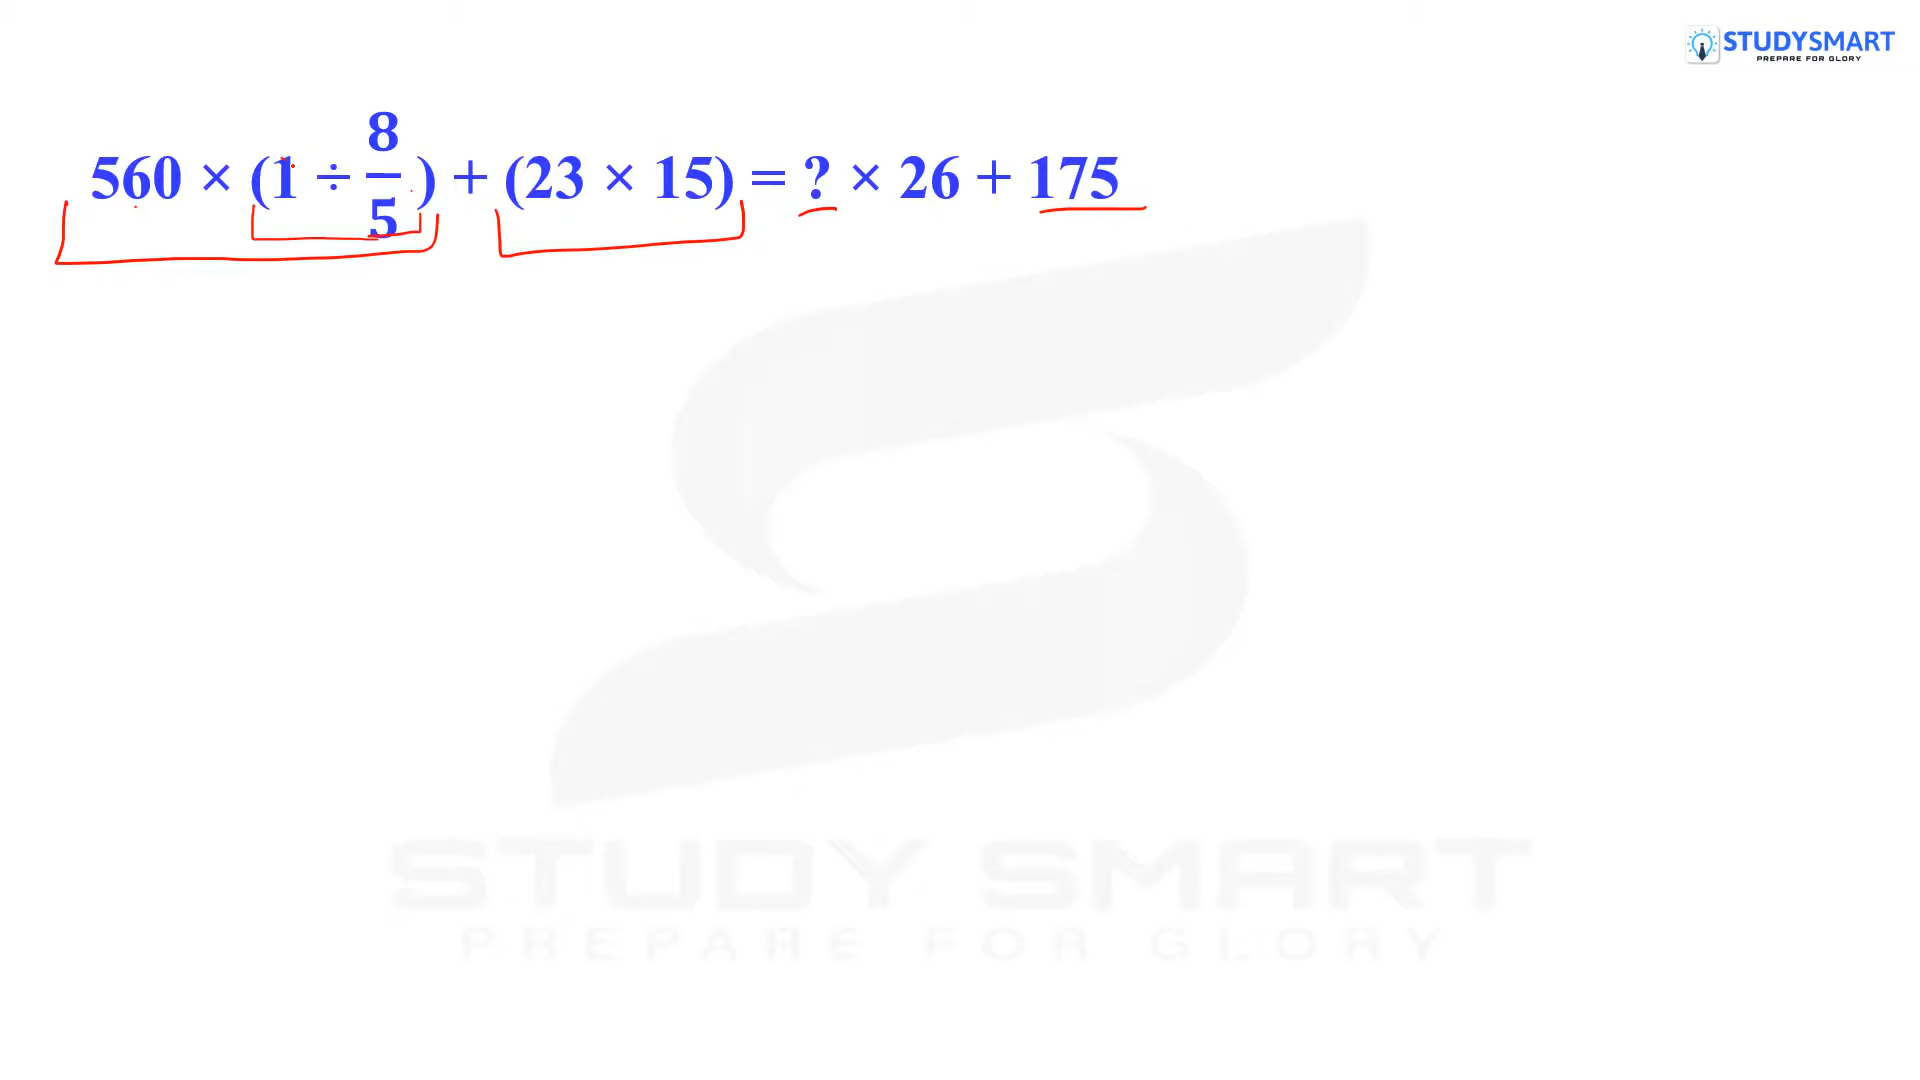 STUDYSMART
PREPARE FOR GLORY
560 × (1 ÷ 8/5) + (23 × 15) = ? × 26 + 175
STUDY SMART
PREPARE FOR GLORY